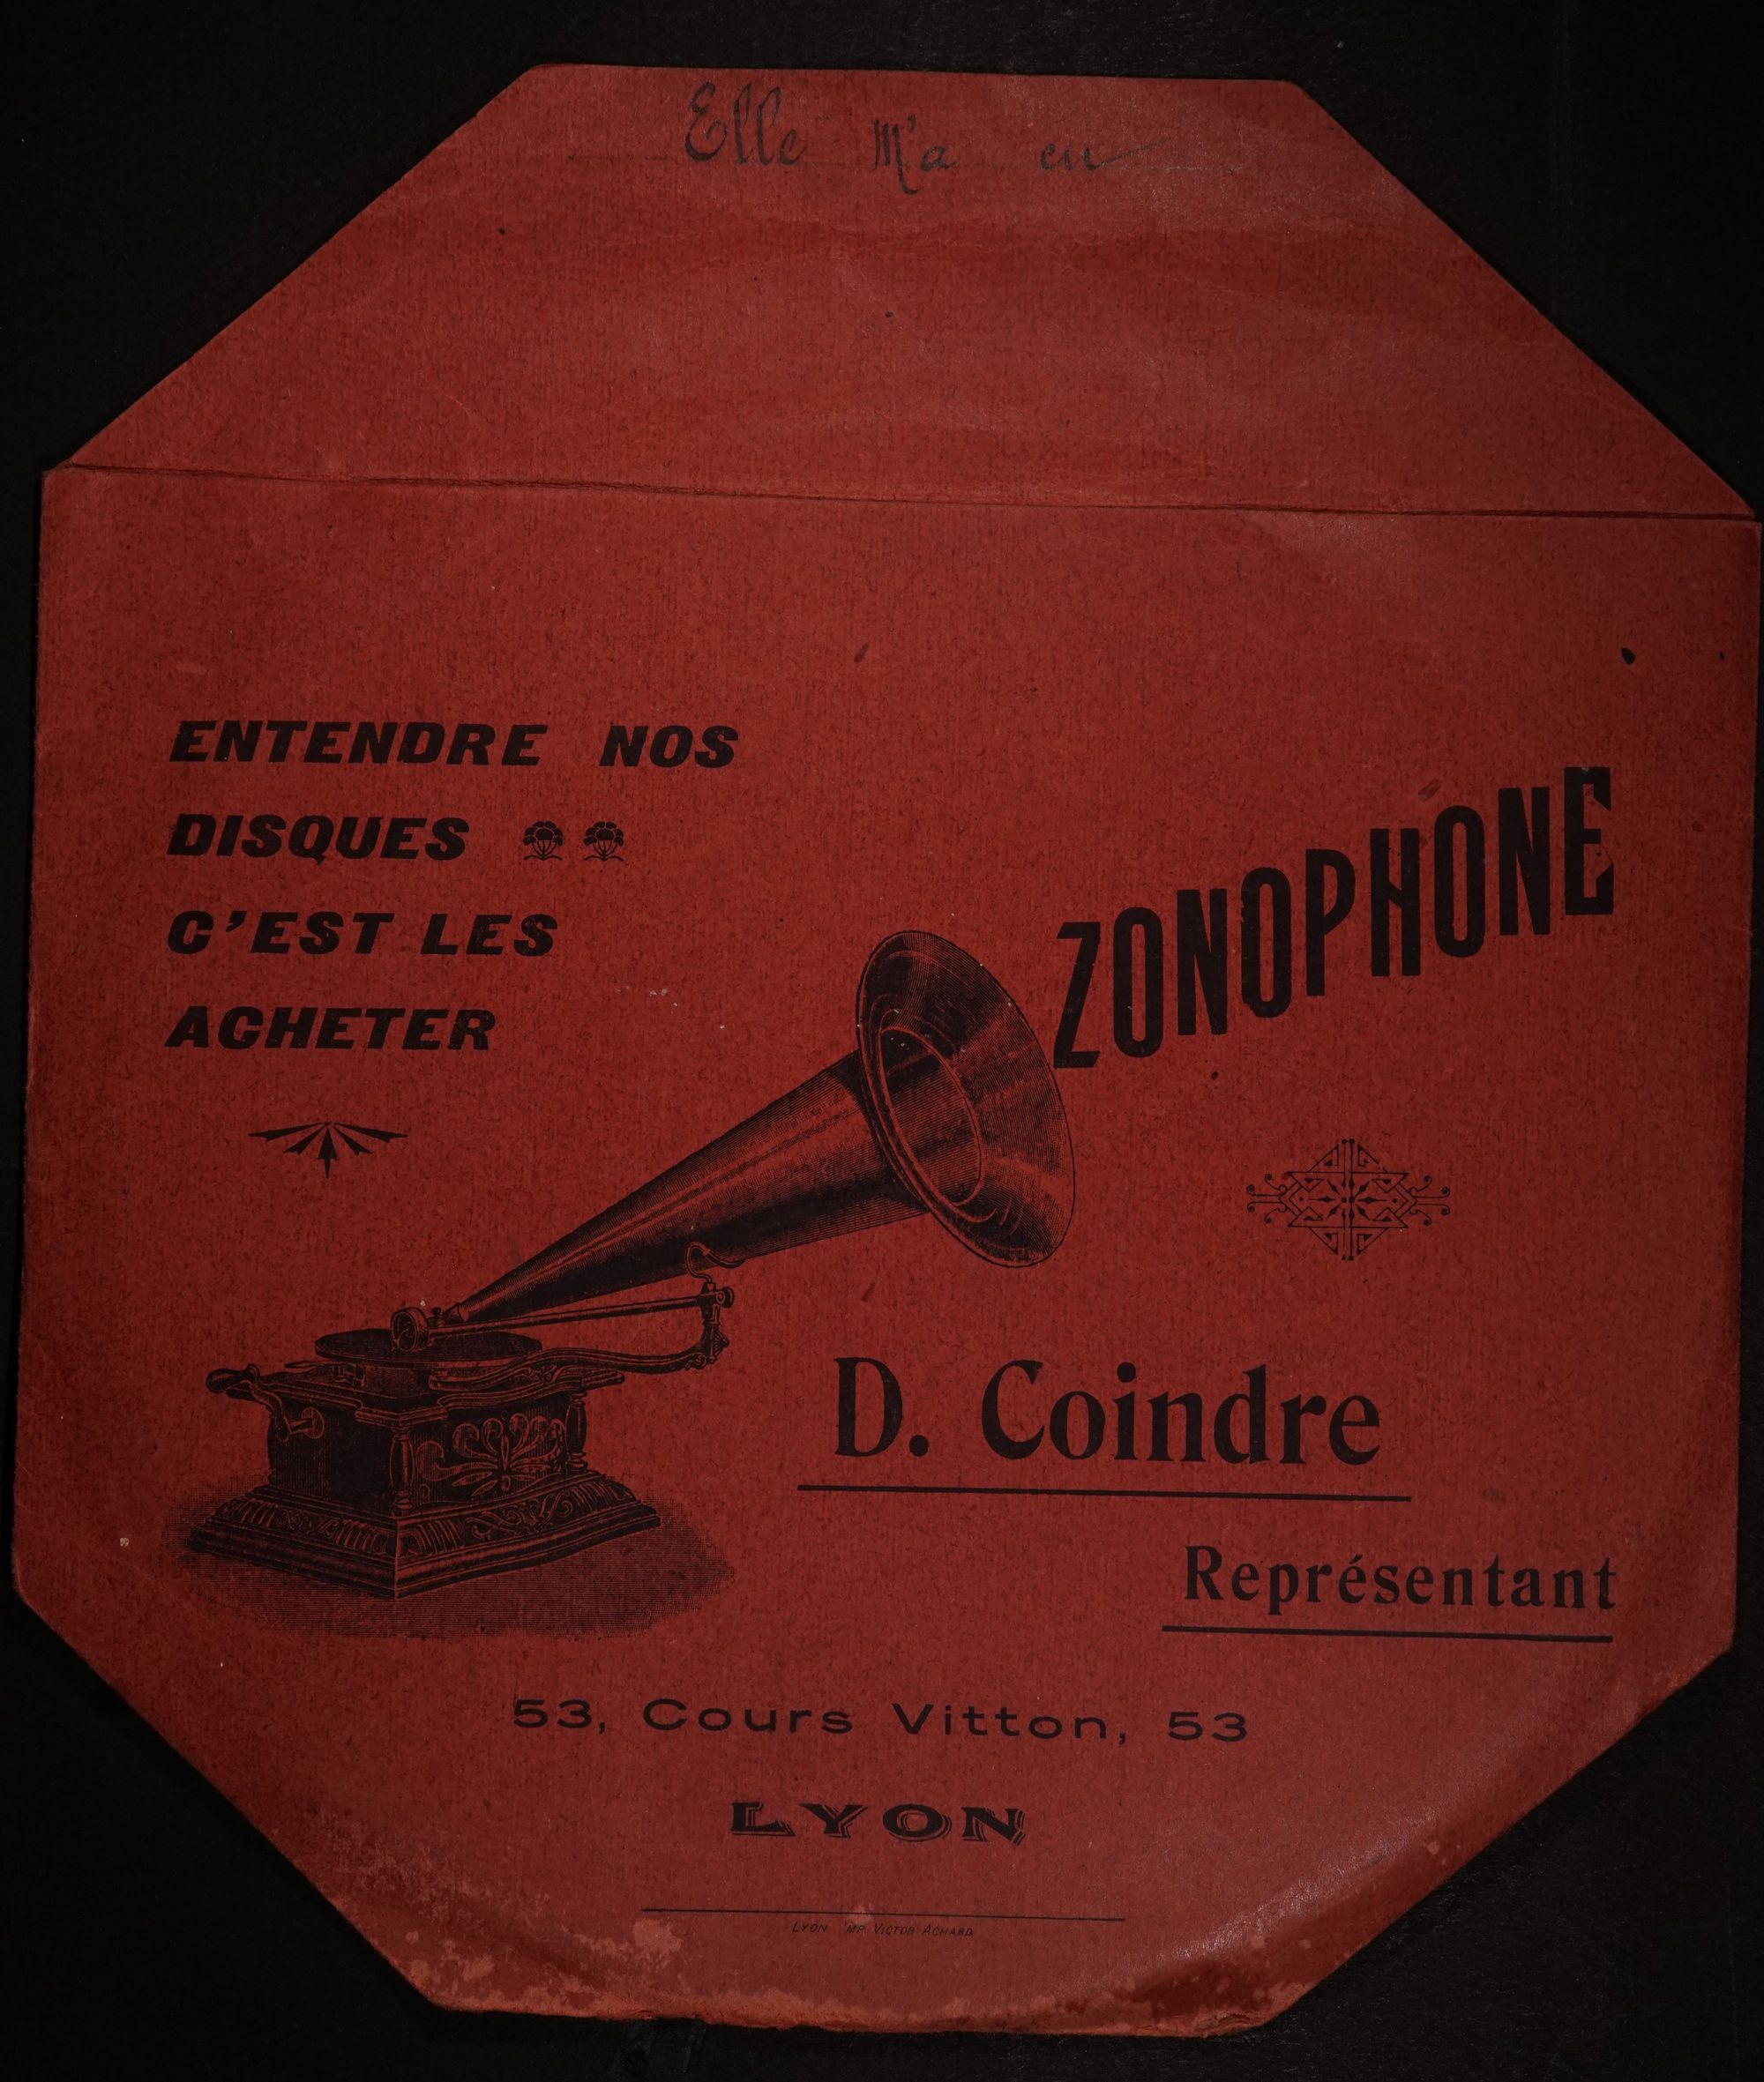 Elle M'a eu
ENTENDRE NOS
DISQUES
C'EST LES
ACHETER
ZONOPHONE
D. Coindre
Représentant
53, Cours Vitton, 53
LYON
LYON IMP. VICTOR ACHARD